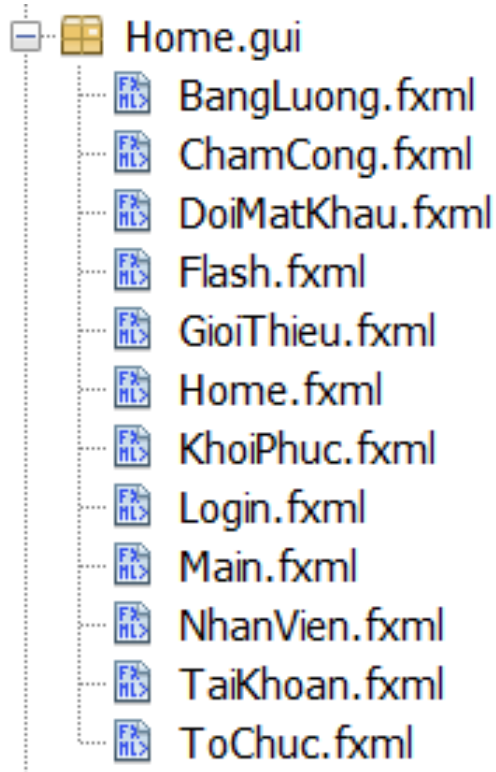 Home.gui
BangLuong.fxml
ChamCong.fxml
DoiMatKhau.fxml
Flash.fxml
GioiThieu.fxml
Home.fxml
KhoiPhuc.fxml
Login.fxml
Main.fxml
NhanVien.fxml
TaiKhoan.fxml
ToChuc.fxml